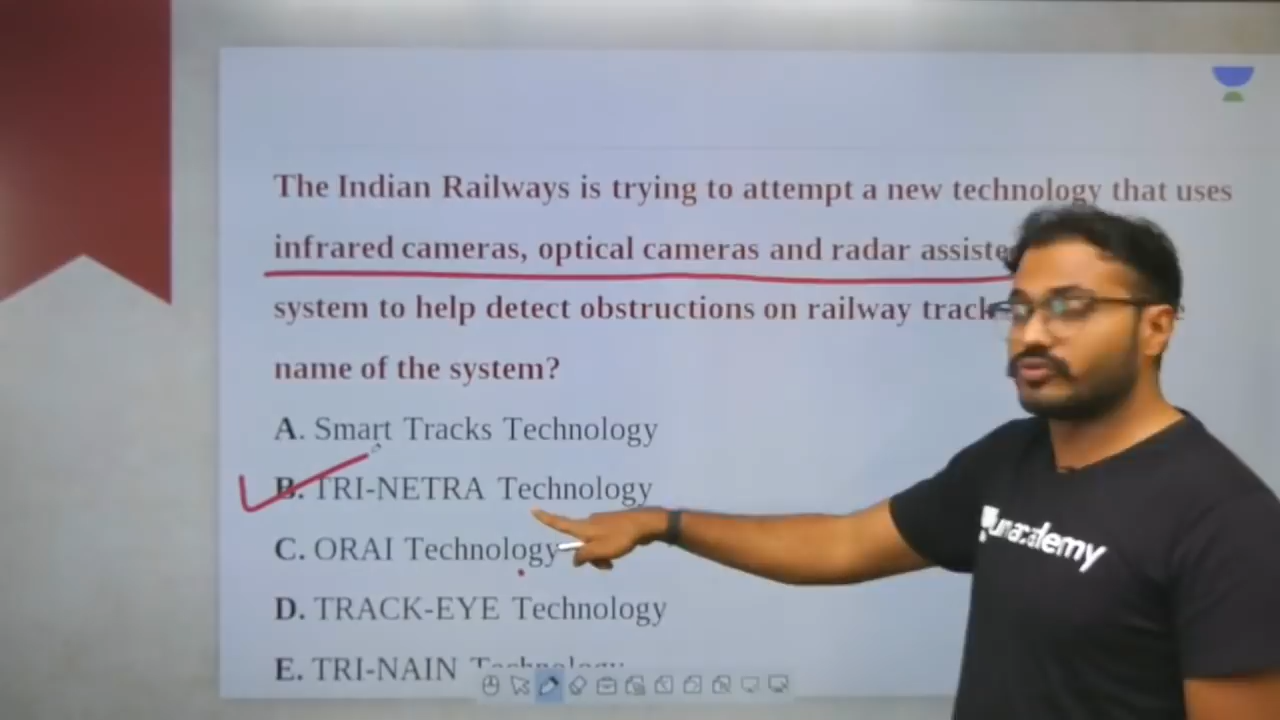 The Indian Railways is trying to attempt a new technology that uses
infrared cameras, optical cameras and radar assiste
system to help detect obstructions on railway track
name of the system?
A. Smart Tracks Technology
B. TRI-NETRA Technology
C. ORAI Technology
D. TRACK-EYE Technology
E. TRI-NAIN Technology
unacademy